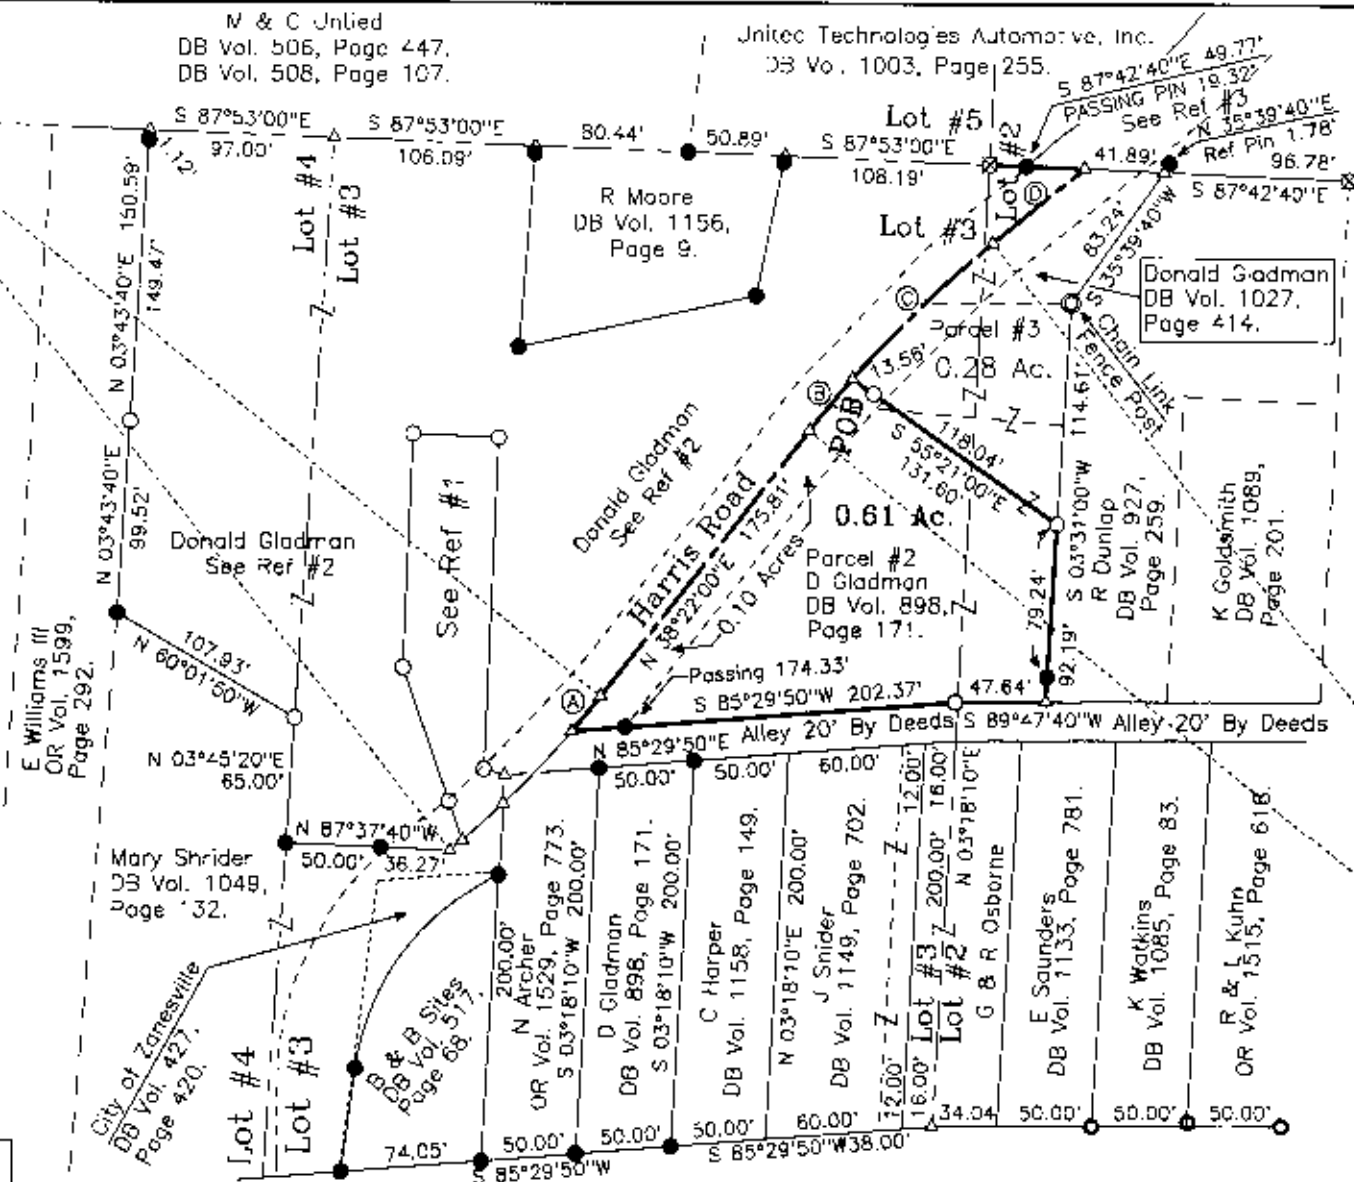 M & C Untied
DB Vol. 506, Page 447.
DB Vol. 508, Page 107.
United Technologies Automotive, Inc.
DB Vol. 1003, Page 255.
S 87°42'40"E 49.77'
PASSING PIN 19.32'
See Ref #3
N 35°39'40"E
Ref Pin 1.78'
S 87°53'00"E
97.00'
S 87°53'00"E
106.09'
80.44'
50.89'
S 87°53'00"E
108.19'
Lot #5
Lot #2
41.89'
96.78'
S 87°42'40"E
1.12'
N 03°43'40"E 150.59'
149.47'
Lot #4
Lot #3
R Moore
DB Vol. 1156,
Page 9.
Lot #3
D
83.24'
S 35°39'40"W
Donald Gladman
DB Vol. 1027,
Page 414.
C
Parcel #3
0.28 Ac.
Chain Link
Fence Post
13.56'
B
POB
118.04'
S 55°21'00"E
131.60'
114.61'
S 03°31'00"W
N 03°43'40"E
99.52'
Donald Gladman
See Ref #2
See Ref #1
Donald Gladman
See Ref #2
Harris Road
N 38°22'00"E 175.81'
0.10 Acres
0.61 Ac.
Parcel #2
D Gladman
DB Vol. 898,
Page 171.
79.24'
92.19'
R Dunlap
DB Vol. 927,
Page 259.
K Goldsmith
DB Vol. 1089,
Page 201.
E Williams III
OR Vol. 1599,
Page 292.
107.93'
N 60°01'50"W
N 03°45'20"E
65.00'
A
Passing 174.33'
S 85°29'50"W 202.37'
47.64'
Alley 20' By Deeds
S 89°47'40"W Alley 20' By Deeds
N 85°29'50"E
50.00'
50.00'
60.00'
12.00'
16.00'
N 87°37'40"W
50.00'
36.27
Mary Shrider
DB Vol. 1049,
Page 132.
City of Zanesville
DB Vol. 427,
Page 420.
Lot #4
Lot #3
B & B Sites
DB Vol. 517,
Page 68.
200.00'
N Archer
OR Vol. 1529, Page 773.
S 03°18'10"W 200.00'
D Gladman
DB Vol. 898, Page 171.
S 03°18'10"W 200.00'
C Harper
DB Vol. 1158, Page 149.
N 03°18'10"E 200.00'
J Snider
DB Vol. 1149, Page 702.
200.00'
Lot #3
Lot #2
N 03°18'10"E
G & R Osborne
E Saunders
DB Vol. 1133, Page 781.
K Watkins
DB Vol. 1085, Page 83.
R & L Kuhn
OR Vol. 1515, Page 618.
74.05'
50.00'
50.00'
50.00'
60.00'
12.00'
16.00'
34.04
50.00'
50.00'
50.00'
S 85°29'50"W
S 85°29'50"W
38.00'